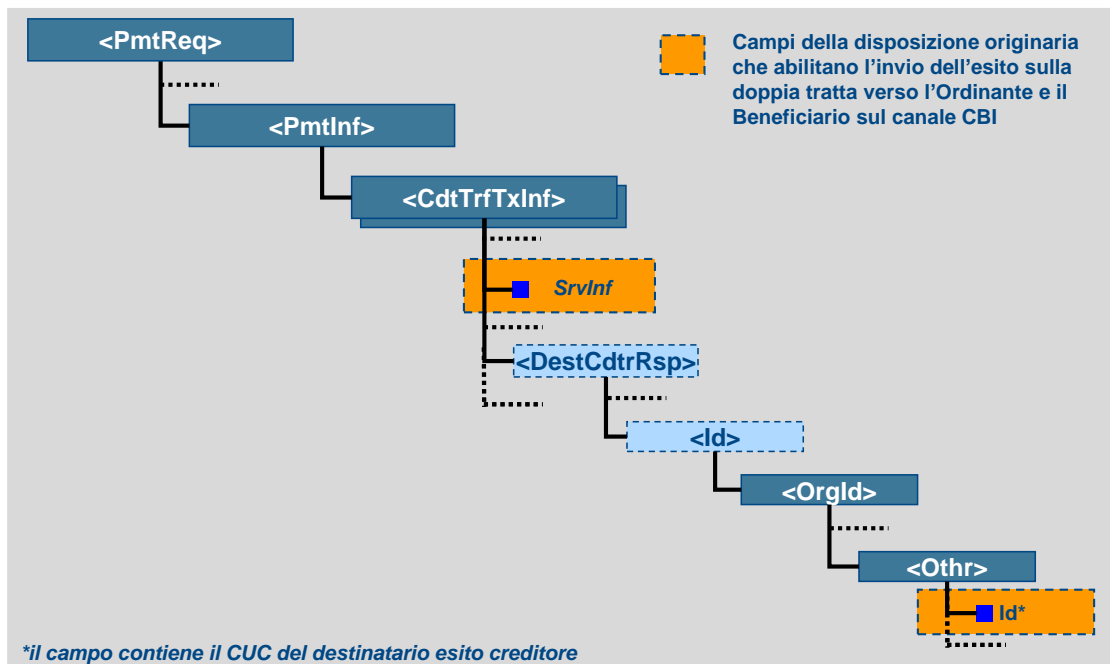 <PmtReq>
Campi della disposizione originaria
che abilitano l'invio dell'esito sulla
doppia tratta verso l'Ordinante e il
Beneficiario sul canale CBI
<PmtInf>
<CdtTrfTxInf>
SrvInf
<DestCdtrRsp>
<Id>
<OrgId>
<Othr>
Id*
*il campo contiene il CUC del destinatario esito creditore